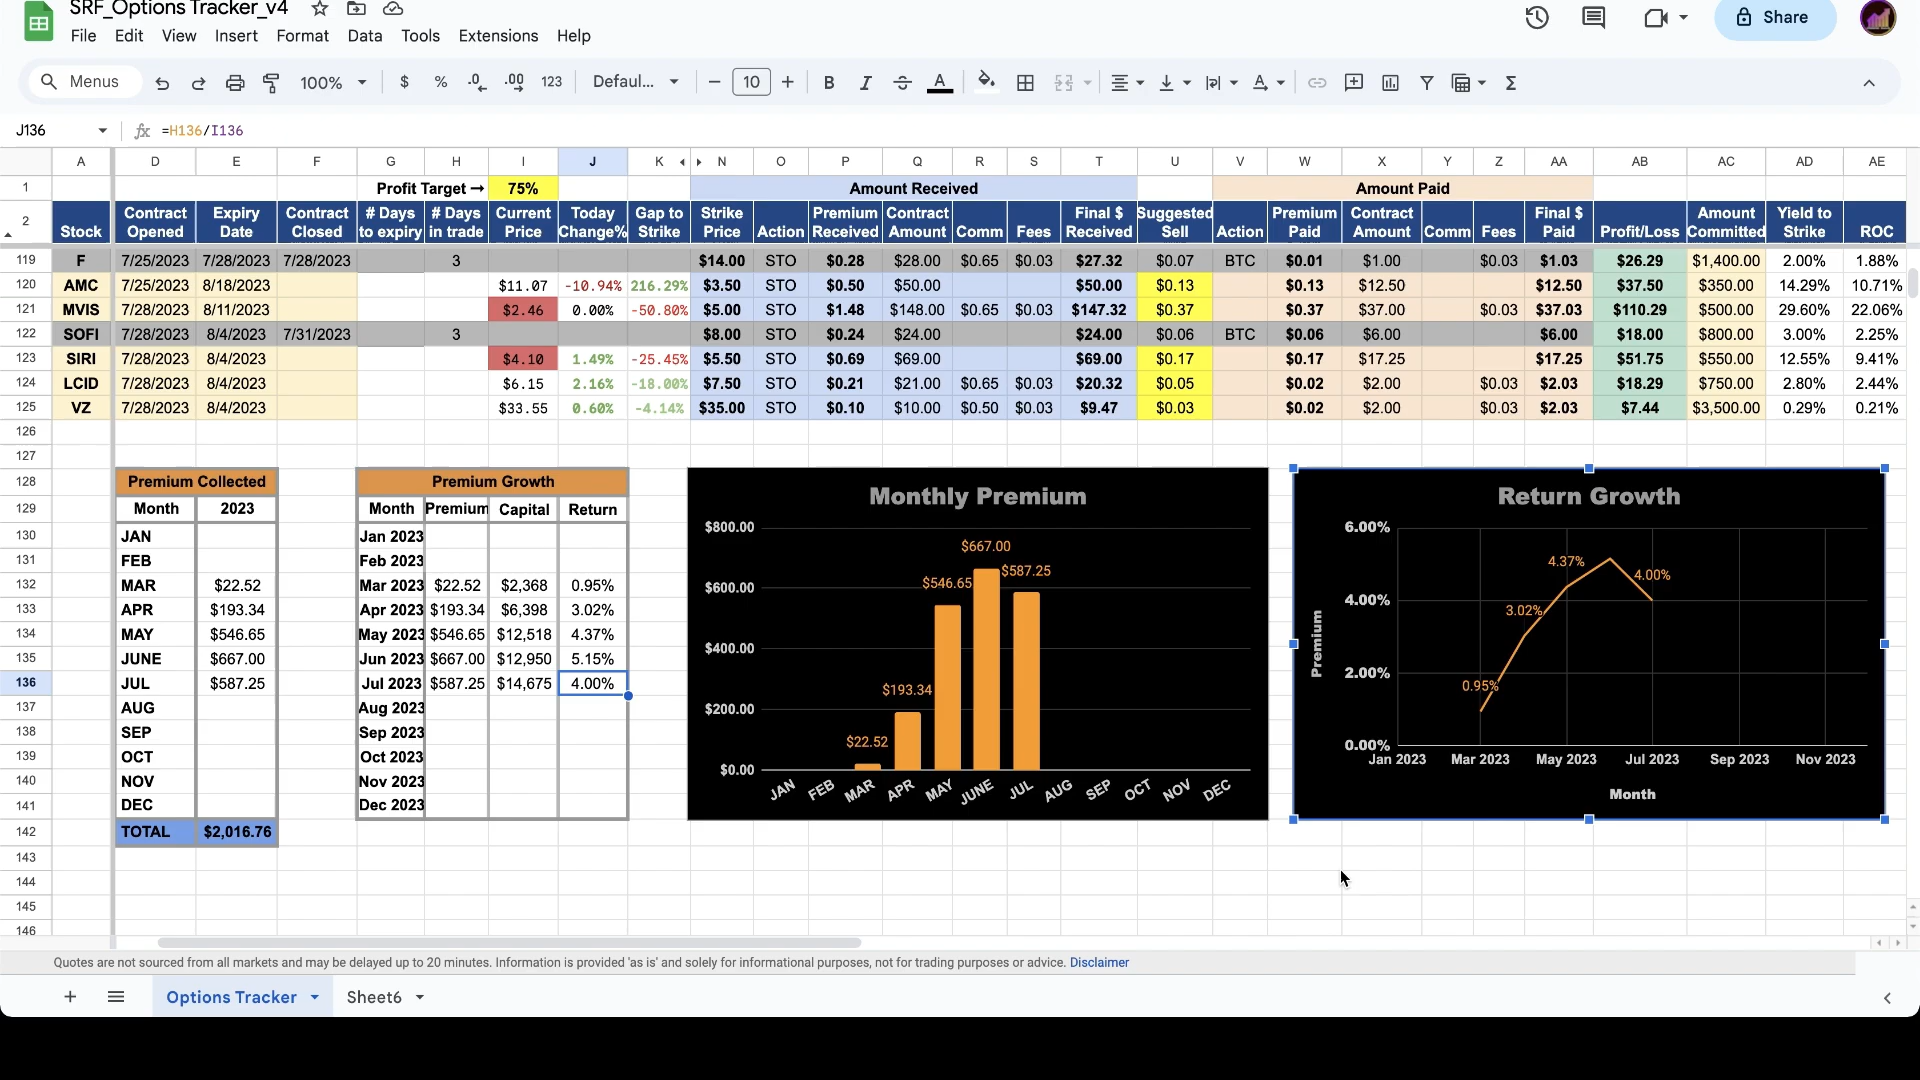 SRF_Options Tracker_v4
File Edit View Insert Format Data Tools Extensions Help
Share
Menus 100% $ % .0 .00 123 Defaul... − 10 + B I A Σ
J136 fx =H136/I136
A D E F G H I J K N O P Q R S T U V W X Y Z AA AB AC AD AE
1 Profit Target → 75% Amount Received Amount Paid
2 Stock Contract Opened Expiry Date Contract Closed # Days to expiry # Days in trade Current Price Today Change% Gap to Strike Strike Price Action Premium Received Contract Amount Comm Fees Final $ Received Suggested Sell Action Premium Paid Contract Amount Comm Fees Final $ Paid Profit/Loss Amount Committed Yield to Strike ROC
119 F 7/25/2023 7/28/2023 7/28/2023 3 $14.00 STO $0.28 $28.00 $0.65 $0.03 $27.32 $0.07 BTC $0.01 $1.00 $0.03 $1.03 $26.29 $1,400.00 2.00% 1.88%
120 AMC 7/25/2023 8/18/2023 $11.07 -10.94% 216.29% $3.50 STO $0.50 $50.00 $50.00 $0.13 $0.13 $12.50 $12.50 $37.50 $350.00 14.29% 10.71%
121 MVIS 7/28/2023 8/11/2023 $2.46 0.00% -50.80% $5.00 STO $1.48 $148.00 $0.65 $0.03 $147.32 $0.37 $0.37 $37.00 $0.03 $37.03 $110.29 $500.00 29.60% 22.06%
122 SOFI 7/28/2023 8/4/2023 7/31/2023 3 $8.00 STO $0.24 $24.00 $24.00 $0.06 BTC $0.06 $6.00 $6.00 $18.00 $800.00 3.00% 2.25%
123 SIRI 7/28/2023 8/4/2023 $4.10 1.49% -25.45% $5.50 STO $0.69 $69.00 $69.00 $0.17 $0.17 $17.25 $17.25 $51.75 $550.00 12.55% 9.41%
124 LCID 7/28/2023 8/4/2023 $6.15 2.16% -18.00% $7.50 STO $0.21 $21.00 $0.65 $0.03 $20.32 $0.05 $0.02 $2.00 $0.03 $2.03 $18.29 $750.00 2.80% 2.44%
125 VZ 7/28/2023 8/4/2023 $33.55 0.60% -4.14% $35.00 STO $0.10 $10.00 $0.50 $0.03 $9.47 $0.03 $0.02 $2.00 $0.03 $2.03 $7.44 $3,500.00 0.29% 0.21%
126
127
128 Premium Collected Premium Growth
129 Month 2023 Month Premium Capital Return
130 JAN Jan 2023
131 FEB Feb 2023
132 MAR $22.52 Mar 2023 $22.52 $2,368 0.95%
133 APR $193.34 Apr 2023 $193.34 $6,398 3.02%
134 MAY $546.65 May 2023 $546.65 $12,518 4.37%
135 JUNE $667.00 Jun 2023 $667.00 $12,950 5.15%
136 JUL $587.25 Jul 2023 $587.25 $14,675 4.00%
137 AUG Aug 2023
138 SEP Sep 2023
139 OCT Oct 2023
140 NOV Nov 2023
141 DEC Dec 2023
142 TOTAL $2,016.76
143
144
145
146
Monthly Premium
$800.00
$667.00
$546.65 $587.25
$600.00
$400.00
$193.34
$200.00
$22.52
$0.00
JAN FEB MAR APR MAY JUNE JUL AUG SEP OCT NOV DEC
Return Growth
6.00%
4.37%
4.00%
4.00%
3.02%
Premium
2.00%
0.95%
0.00%
Jan 2023 Mar 2023 May 2023 Jul 2023 Sep 2023 Nov 2023
Month
Quotes are not sourced from all markets and may be delayed up to 20 minutes. Information is provided 'as is' and solely for informational purposes, not for trading purposes or advice. Disclaimer
Options Tracker Sheet6